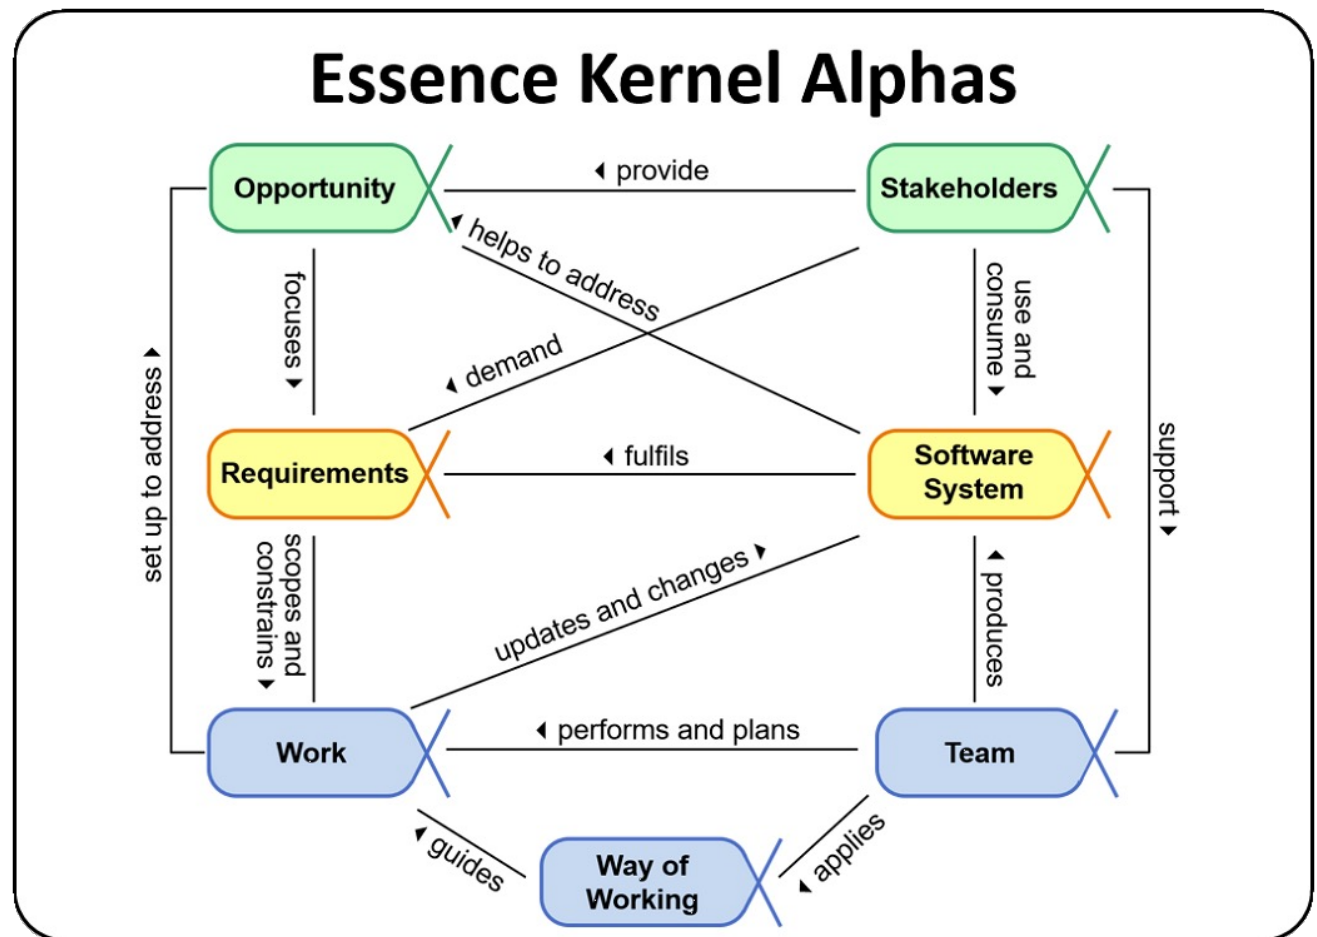 Essence Kernel Alphas
Opportunity
◄ provide
Stakeholders
◄ helps to address
focuses ►
◄ demand
use and
consume ►
set up to address ►
support ►
Requirements
◄ fulfils
Software
System
scopes and
constrains ►
updates and changes ►
◄ produces
Work
◄ performs and plans
Team
◄ guides
Way of
Working
◄ applies